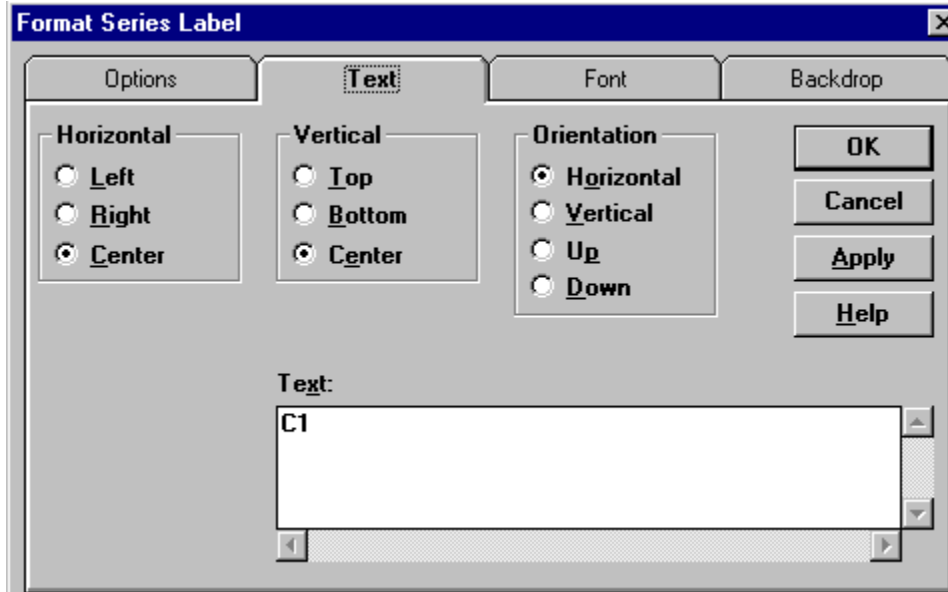 Format Series Label
Options Text Font Backdrop
Horizontal
Left
Right
Center
Vertical
Top
Bottom
Center
Orientation
Horizontal
Vertical
Up
Down
OK
Cancel
Apply
Help
Text:
C1